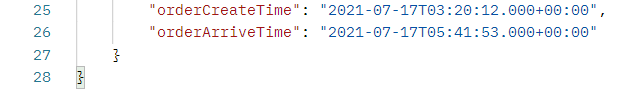 25 "orderCreateTime": "2021-07-17T03:20:12.000+00:00",
26 "orderArriveTime": "2021-07-17T05:41:53.000+00:00"
27 }
28 }